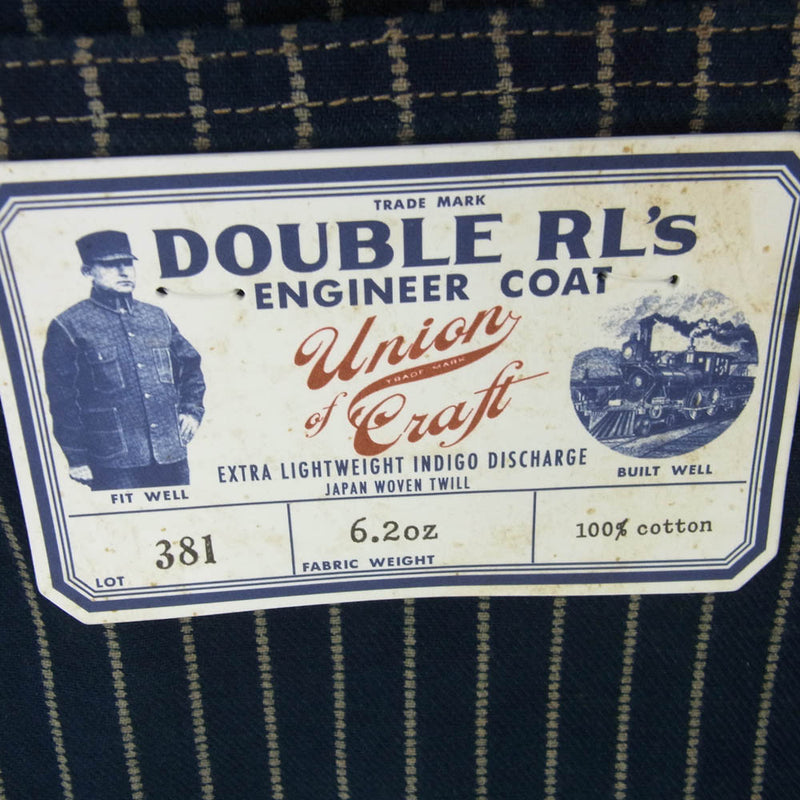 TRADE MARK
DOUBLE RL'S
ENGINEER COAT
Union
TRADE MARK
of Craft
EXTRA LIGHTWEIGHT INDIGO DISCHARGE
JAPAN WOVEN TWILL
FIT WELL
BUILT WELL
LOT 381
6.2oz
FABRIC WEIGHT
100% cotton